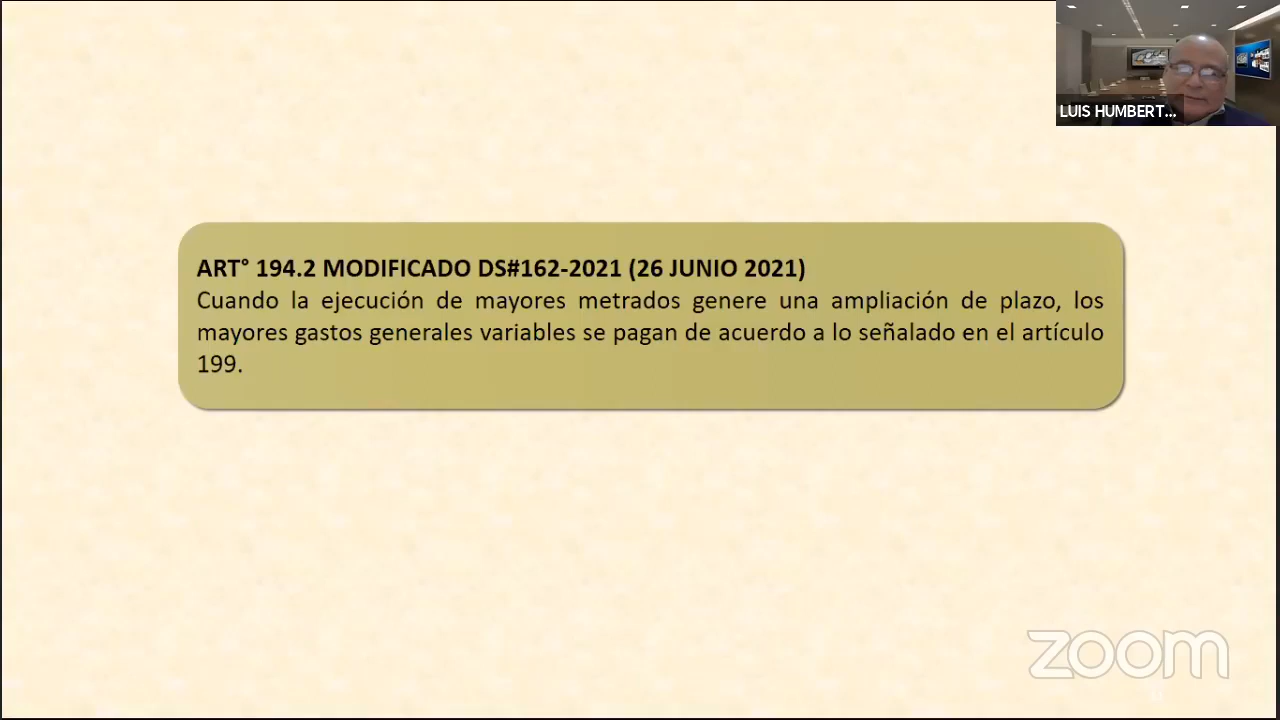 LUIS HUMBERT...
ART° 194.2 MODIFICADO DS#162-2021 (26 JUNIO 2021)
Cuando la ejecución de mayores metrados genere una ampliación de plazo, los
mayores gastos generales variables se pagan de acuerdo a lo señalado en el artículo
199.
zoom